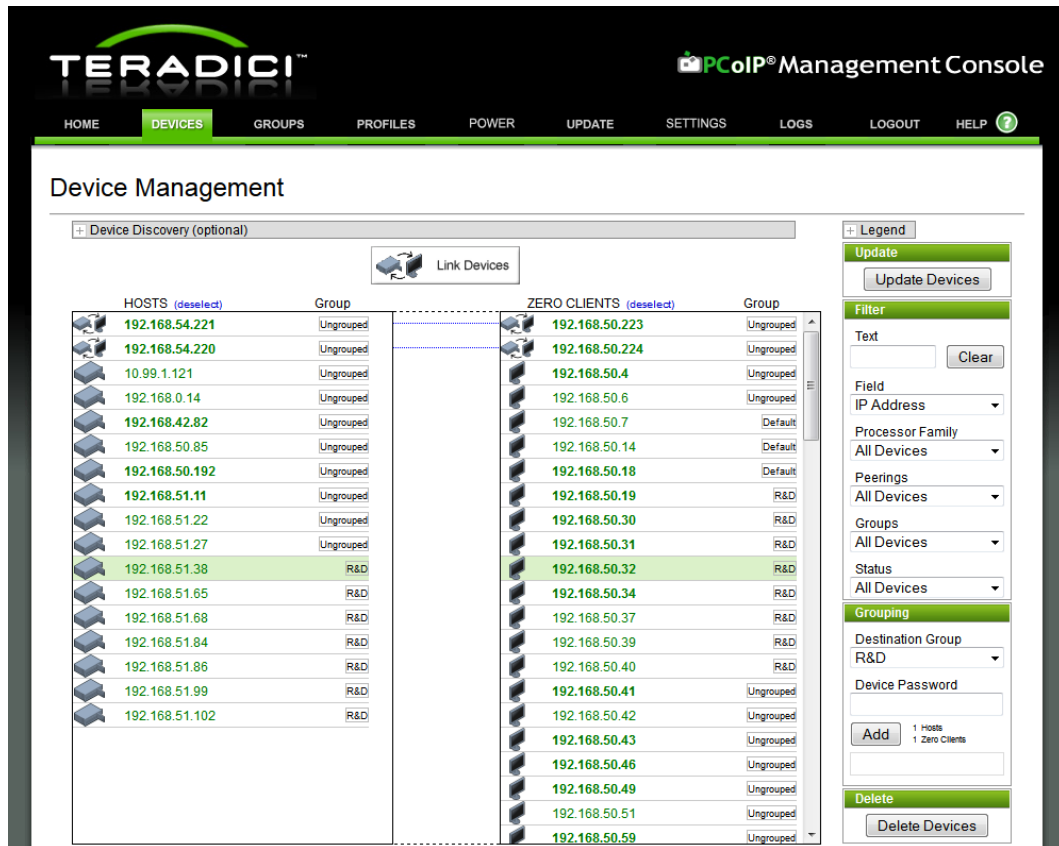 TERADICI™
PCoIP® Management Console
HOME DEVICES GROUPS PROFILES POWER UPDATE SETTINGS LOGS LOGOUT HELP ?
Device Management
+ Device Discovery (optional)
+ Legend
Link Devices
HOSTS (deselect) Group ZERO CLIENTS (deselect) Group
192.168.54.221 Ungrouped 192.168.50.223 Ungrouped
192.168.54.220 Ungrouped 192.168.50.224 Ungrouped
10.99.1.121 Ungrouped 192.168.50.4 Ungrouped
192.168.0.14 Ungrouped 192.168.50.6 Ungrouped
192.168.42.82 Ungrouped 192.168.50.7 Default
192.168.50.85 Ungrouped 192.168.50.14 Default
192.168.50.192 Ungrouped 192.168.50.18 Default
192.168.51.11 Ungrouped 192.168.50.19 R&D
192.168.51.22 Ungrouped 192.168.50.30 R&D
192.168.51.27 Ungrouped 192.168.50.31 R&D
192.168.51.38 R&D 192.168.50.32 R&D
192.168.51.65 R&D 192.168.50.34 R&D
192.168.51.68 R&D 192.168.50.37 R&D
192.168.51.84 R&D 192.168.50.39 R&D
192.168.51.86 R&D 192.168.50.40 R&D
192.168.51.99 R&D 192.168.50.41 Ungrouped
192.168.51.102 R&D 192.168.50.42 Ungrouped
192.168.50.43 Ungrouped
192.168.50.46 Ungrouped
192.168.50.49 Ungrouped
192.168.50.51 Ungrouped
192.168.50.59 Ungrouped
Update
Update Devices
Filter
Text
Clear
Field
IP Address
Processor Family
All Devices
Peerings
All Devices
Groups
All Devices
Status
All Devices
Grouping
Destination Group
R&D
Device Password
Add
1 Hosts
1 Zero Clients
Delete
Delete Devices